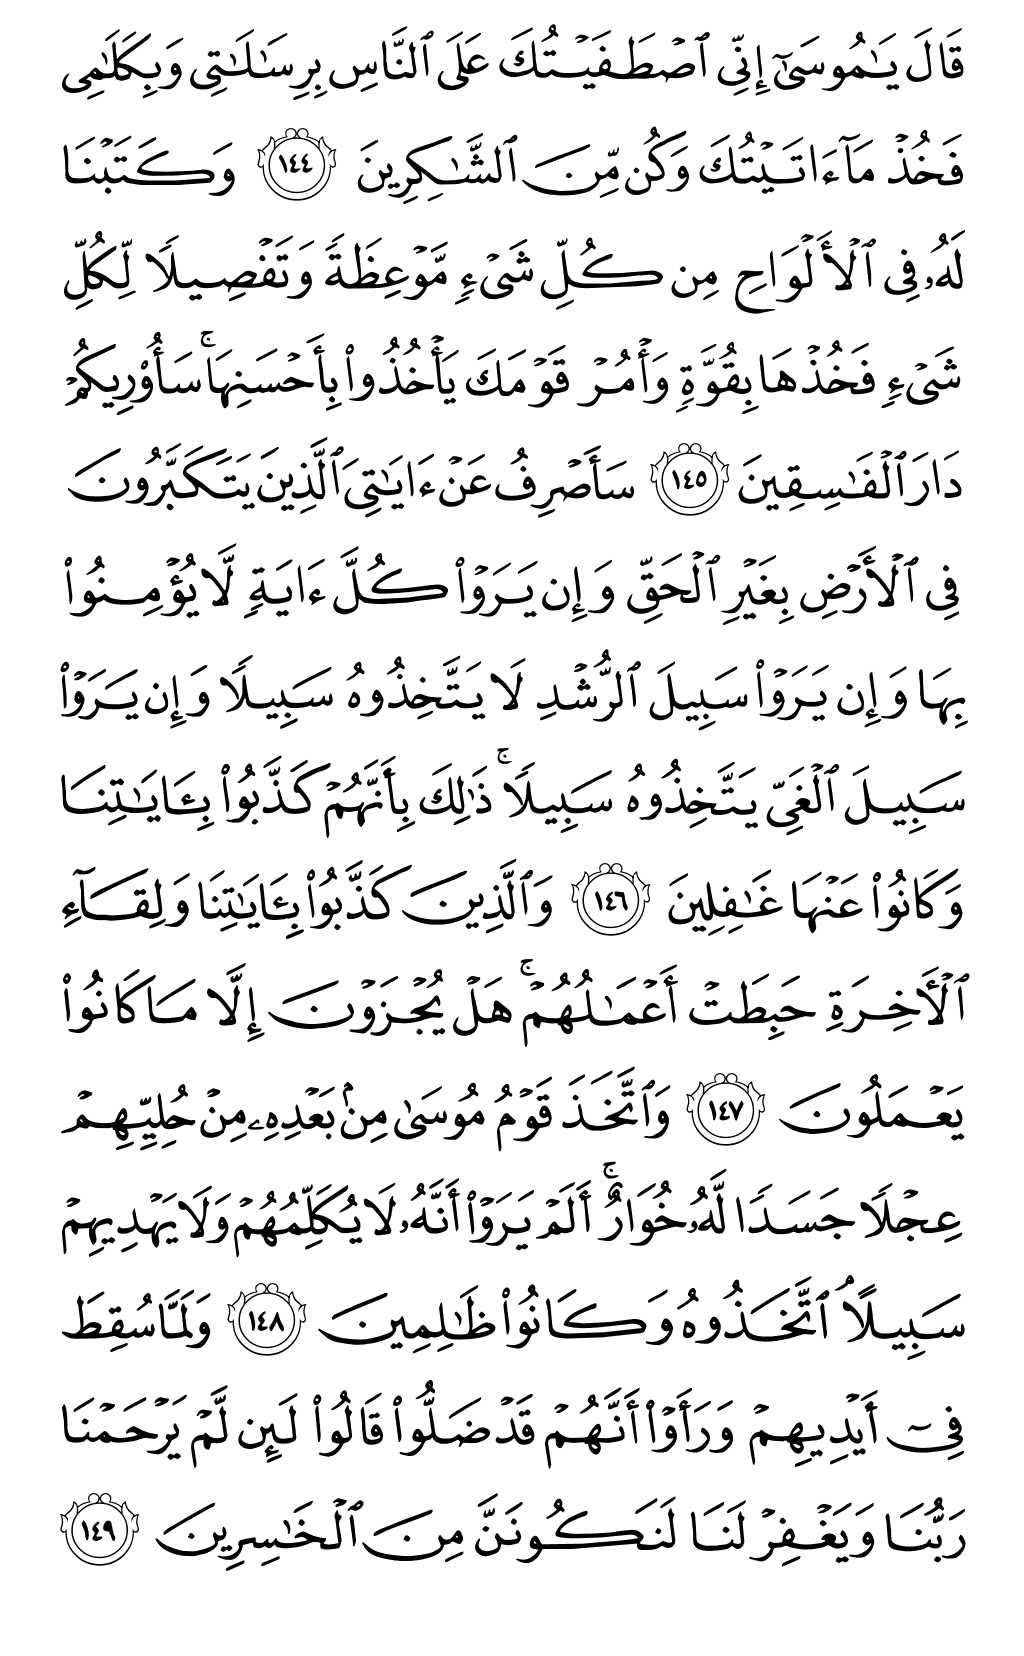 قَالَ يَٰمُوسَىٰٓ إِنِّي ٱصۡطَفَيۡتُكَ عَلَى ٱلنَّاسِ بِرِسَٰلَٰتِي وَبِكَلَٰمِي
فَخُذۡ مَآ ءَاتَيۡتُكَ وَكُن مِّنَ ٱلشَّٰكِرِينَ ١٤٤ وَكَتَبۡنَا
لَهُۥ فِي ٱلۡأَلۡوَاحِ مِن كُلِّ شَيۡءٖ مَّوۡعِظَةٗ وَتَفۡصِيلٗا لِّكُلِّ
شَيۡءٖ فَخُذۡهَا بِقُوَّةٖ وَأۡمُرۡ قَوۡمَكَ يَأۡخُذُواْ بِأَحۡسَنِهَاۚ سَأُوْرِيكُمۡ
دَارَ ٱلۡفَٰسِقِينَ ١٤٥ سَأَصۡرِفُ عَنۡ ءَايَٰتِيَ ٱلَّذِينَ يَتَكَبَّرُونَ
فِي ٱلۡأَرۡضِ بِغَيۡرِ ٱلۡحَقِّ وَإِن يَرَوۡاْ كُلَّ ءَايَةٖ لَّا يُؤۡمِنُواْ
بِهَا وَإِن يَرَوۡاْ سَبِيلَ ٱلرُّشۡدِ لَا يَتَّخِذُوهُ سَبِيلٗا وَإِن يَرَوۡاْ
سَبِيلَ ٱلۡغَيِّ يَتَّخِذُوهُ سَبِيلٗاۚ ذَٰلِكَ بِأَنَّهُمۡ كَذَّبُواْ بِـَٔايَٰتِنَا
وَكَانُواْ عَنۡهَا غَٰفِلِينَ ١٤٦ وَٱلَّذِينَ كَذَّبُواْ بِـَٔايَٰتِنَا وَلِقَآءِ
ٱلۡأٓخِرَةِ حَبِطَتۡ أَعۡمَٰلُهُمۡۚ هَلۡ يُجۡزَوۡنَ إِلَّا مَا كَانُواْ
يَعۡمَلُونَ ١٤٧ وَٱتَّخَذَ قَوۡمُ مُوسَىٰ مِنۢ بَعۡدِهِۦ مِنۡ حُلِيِّهِمۡ
عِجۡلٗا جَسَدٗا لَّهُۥ خُوَارٌۚ أَلَمۡ يَرَوۡاْ أَنَّهُۥ لَا يُكَلِّمُهُمۡ وَلَا يَهۡدِيهِمۡ
سَبِيلًاۘ ٱتَّخَذُوهُ وَكَانُواْ ظَٰلِمِينَ ١٤٨ وَلَمَّا سُقِطَ
فِيٓ أَيۡدِيهِمۡ وَرَأَوۡاْ أَنَّهُمۡ قَدۡ ضَلُّواْ قَالُواْ لَئِن لَّمۡ يَرۡحَمۡنَا
رَبُّنَا وَيَغۡفِرۡ لَنَا لَنَكُونَنَّ مِنَ ٱلۡخَٰسِرِينَ ١٤٩